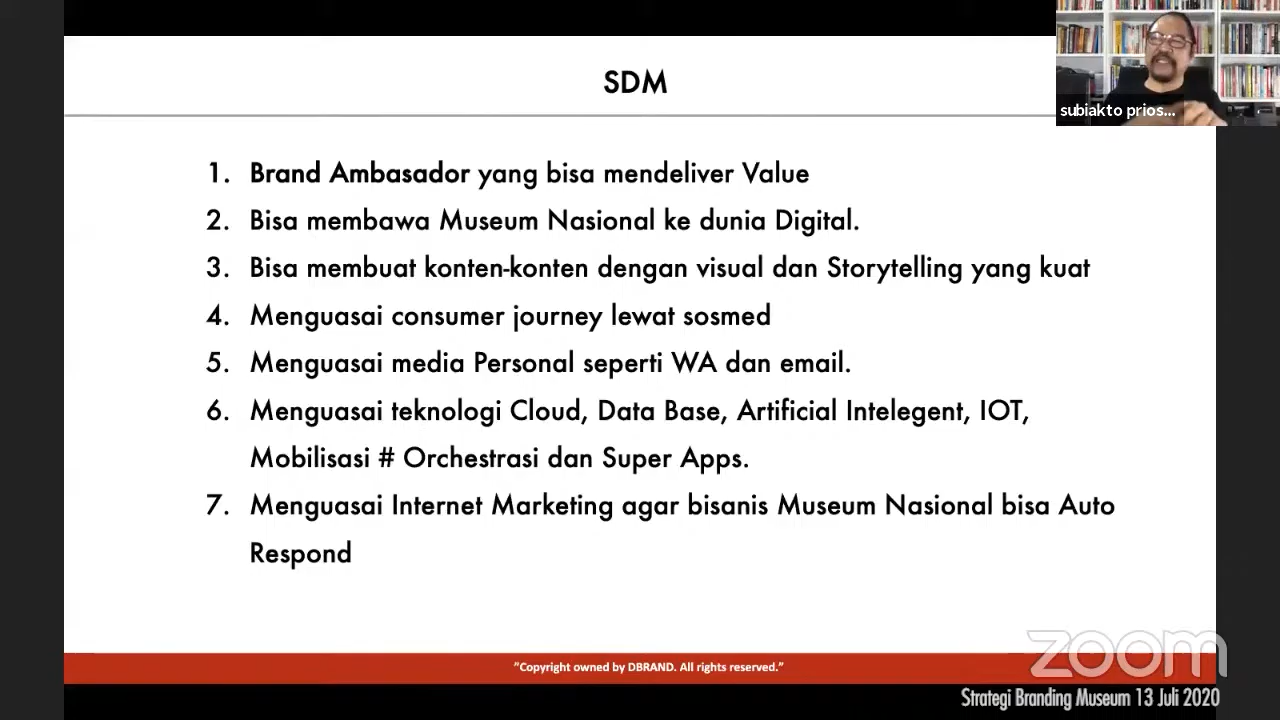 SDM
subiakto prios...
1. Brand Ambasador yang bisa mendeliver Value
2. Bisa membawa Museum Nasional ke dunia Digital.
3. Bisa membuat konten-konten dengan visual dan Storytelling yang kuat
4. Menguasai consumer journey lewat sosmed
5. Menguasai media Personal seperti WA dan email.
6. Menguasai teknologi Cloud, Data Base, Artificial Intelegent, IOT,
Mobilisasi # Orchestrasi dan Super Apps.
7. Menguasai Internet Marketing agar bisanis Museum Nasional bisa Auto
Respond
"Copyright owned by DBRAND. All rights reserved."
zoom
Strategi Branding Museum 13 Juli 2020